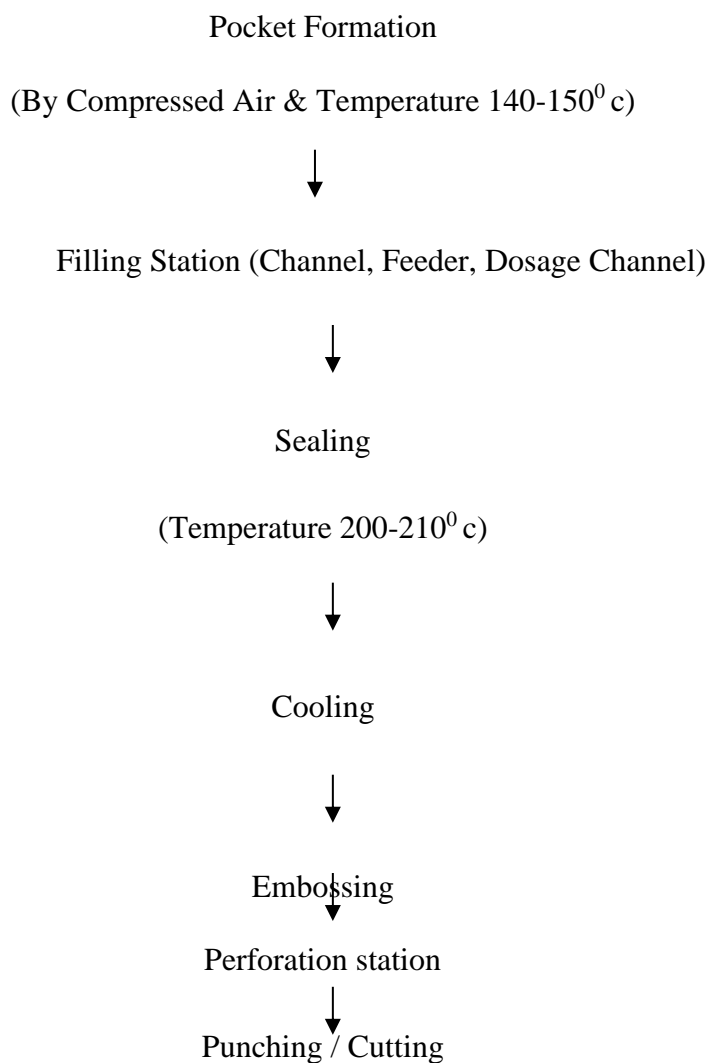 Pocket Formation
(By Compressed Air & Temperature 140-150⁰ c)
Filling Station (Channel, Feeder, Dosage Channel)
Sealing
(Temperature 200-210⁰ c)
Cooling
Embossing
Perforation station
Punching / Cutting